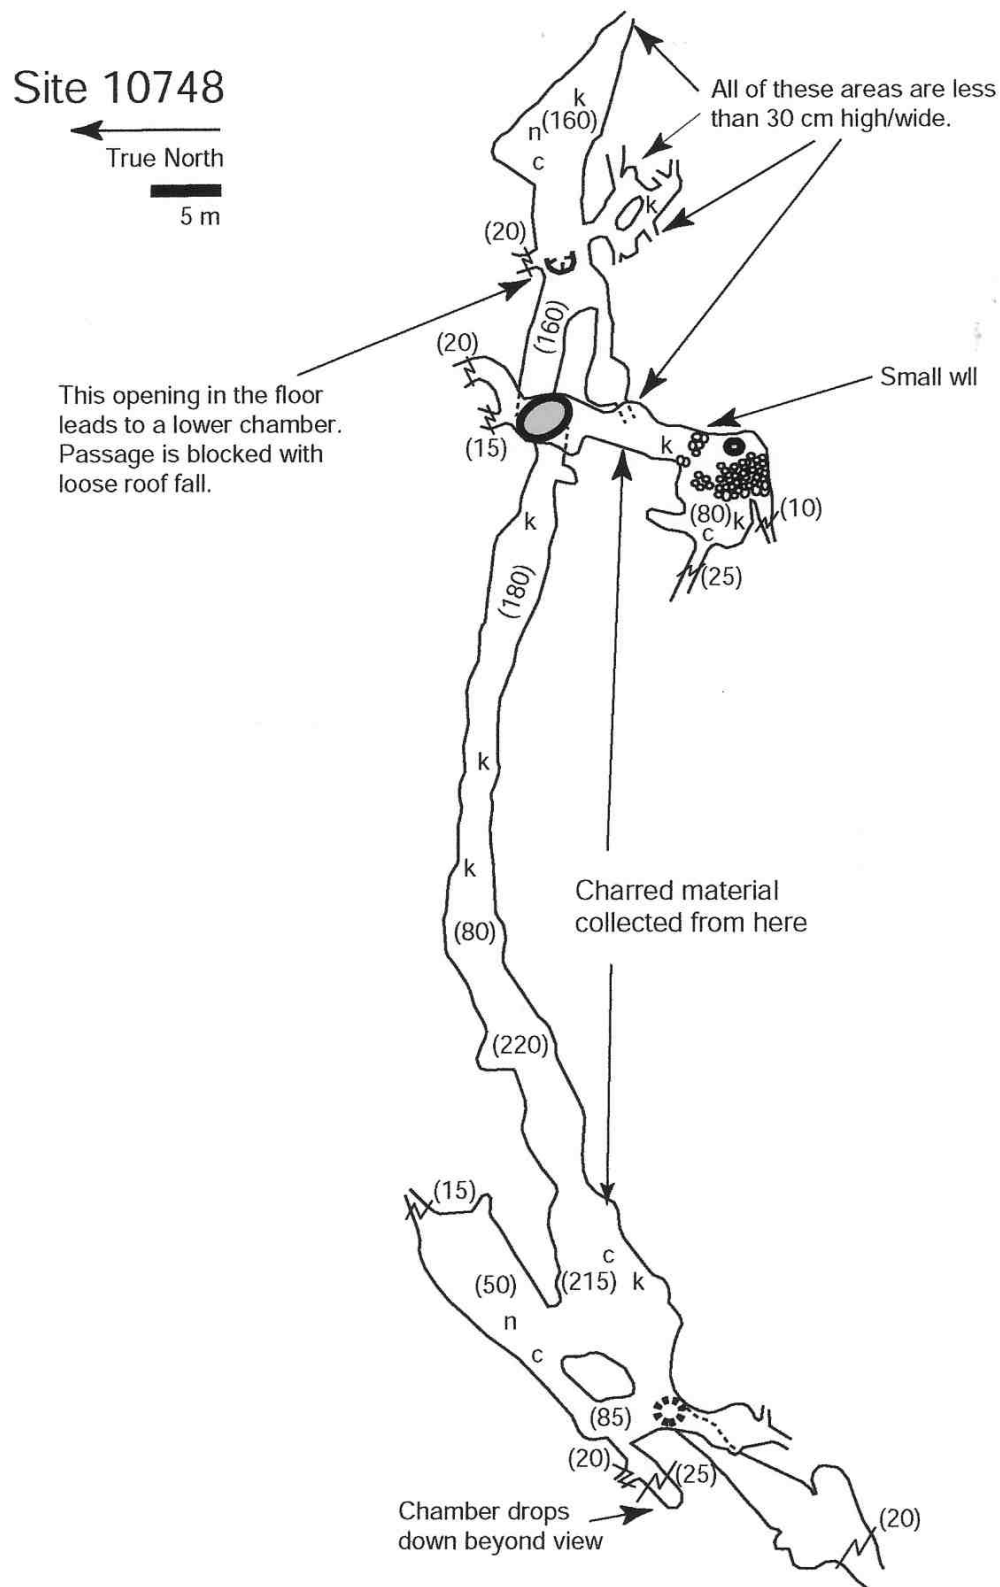 Site 10748
True North
5 m
All of these areas are less
than 30 cm high/wide.
k
(160)
n
c
k
(20)
(160)
(20)
This opening in the floor
leads to a lower chamber.
Passage is blocked with
loose roof fall.
Small wll
(15)
k
(80)
k
(10)
c
(25)
k
(180)
k
k
Charred material
collected from here
(80)
(220)
(15)
c
(50)
(215)
k
n
c
(85)
(20)
(25)
Chamber drops
down beyond view
(20)